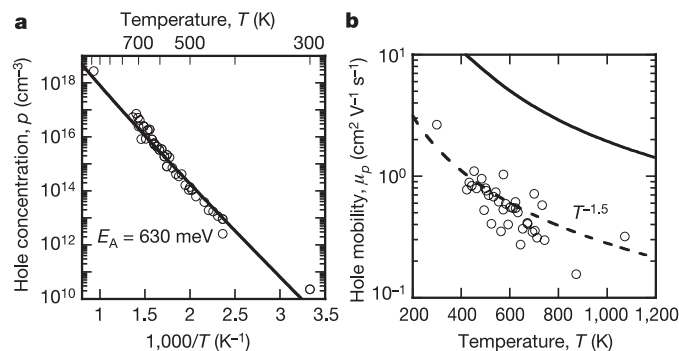 a
Temperature, T (K)
700 500 300
Hole concentration, p (cm⁻³)
10¹⁸
10¹⁶
10¹⁴
10¹²
10¹⁰
E_A = 630 meV
1 1.5 2 2.5 3 3.5
1,000/T (K⁻¹)
b
Hole mobility, μ_p (cm² V⁻¹ s⁻¹)
10¹
10⁰
10⁻¹
T⁻¹·⁵
200 400 600 800 1,000 1,200
Temperature, T (K)